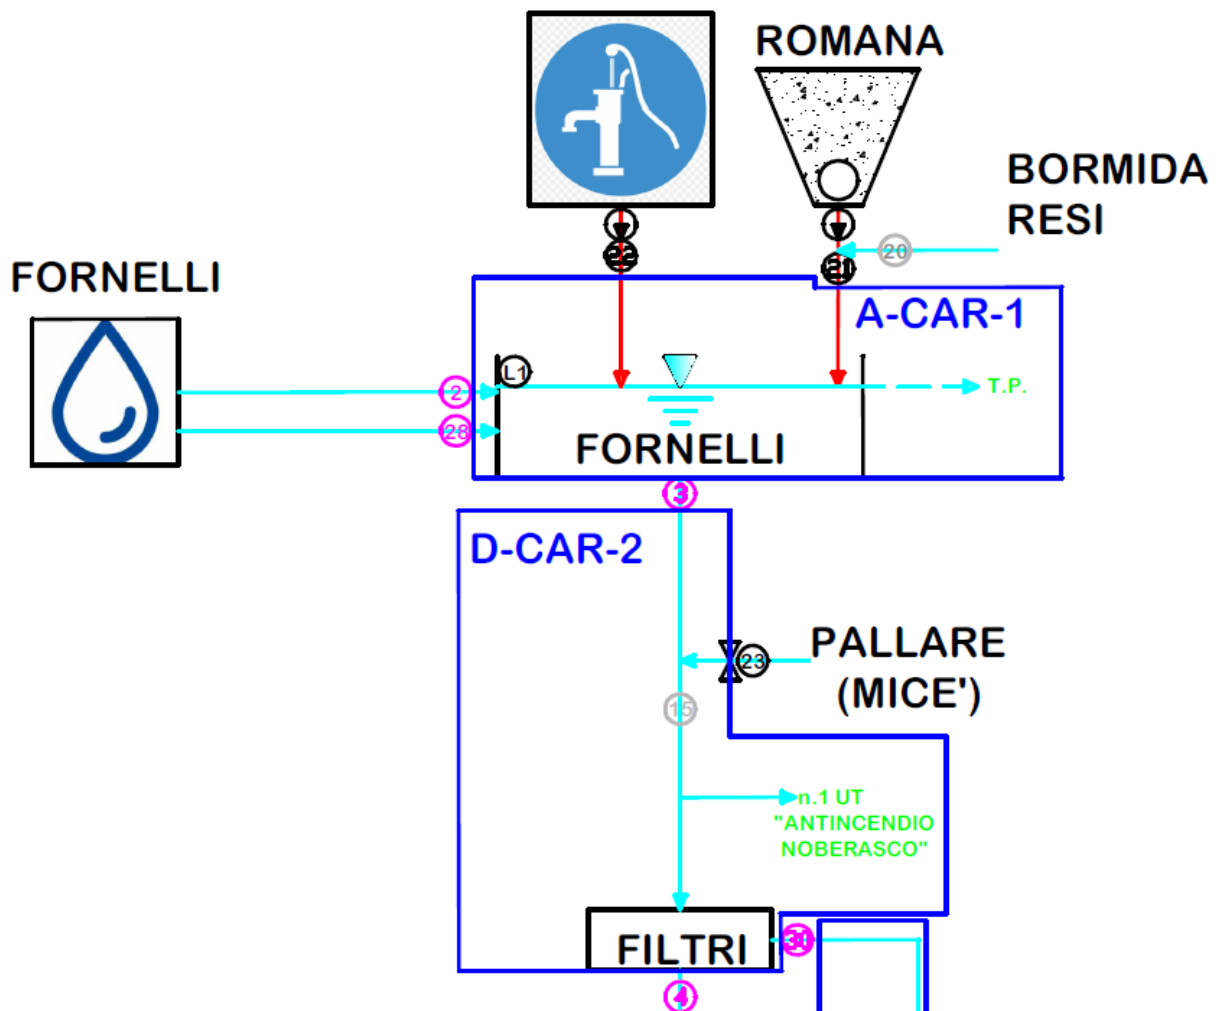 ROMANA
BORMIDA
RESI
20
22
21
FORNELLI
A-CAR-1
L1
2
T.P.
28
FORNELLI
3
D-CAR-2
PALLARE
(MICE')
23
15
n.1 UT
"ANTINCENDIO
NOBERASCO"
FILTRI
4